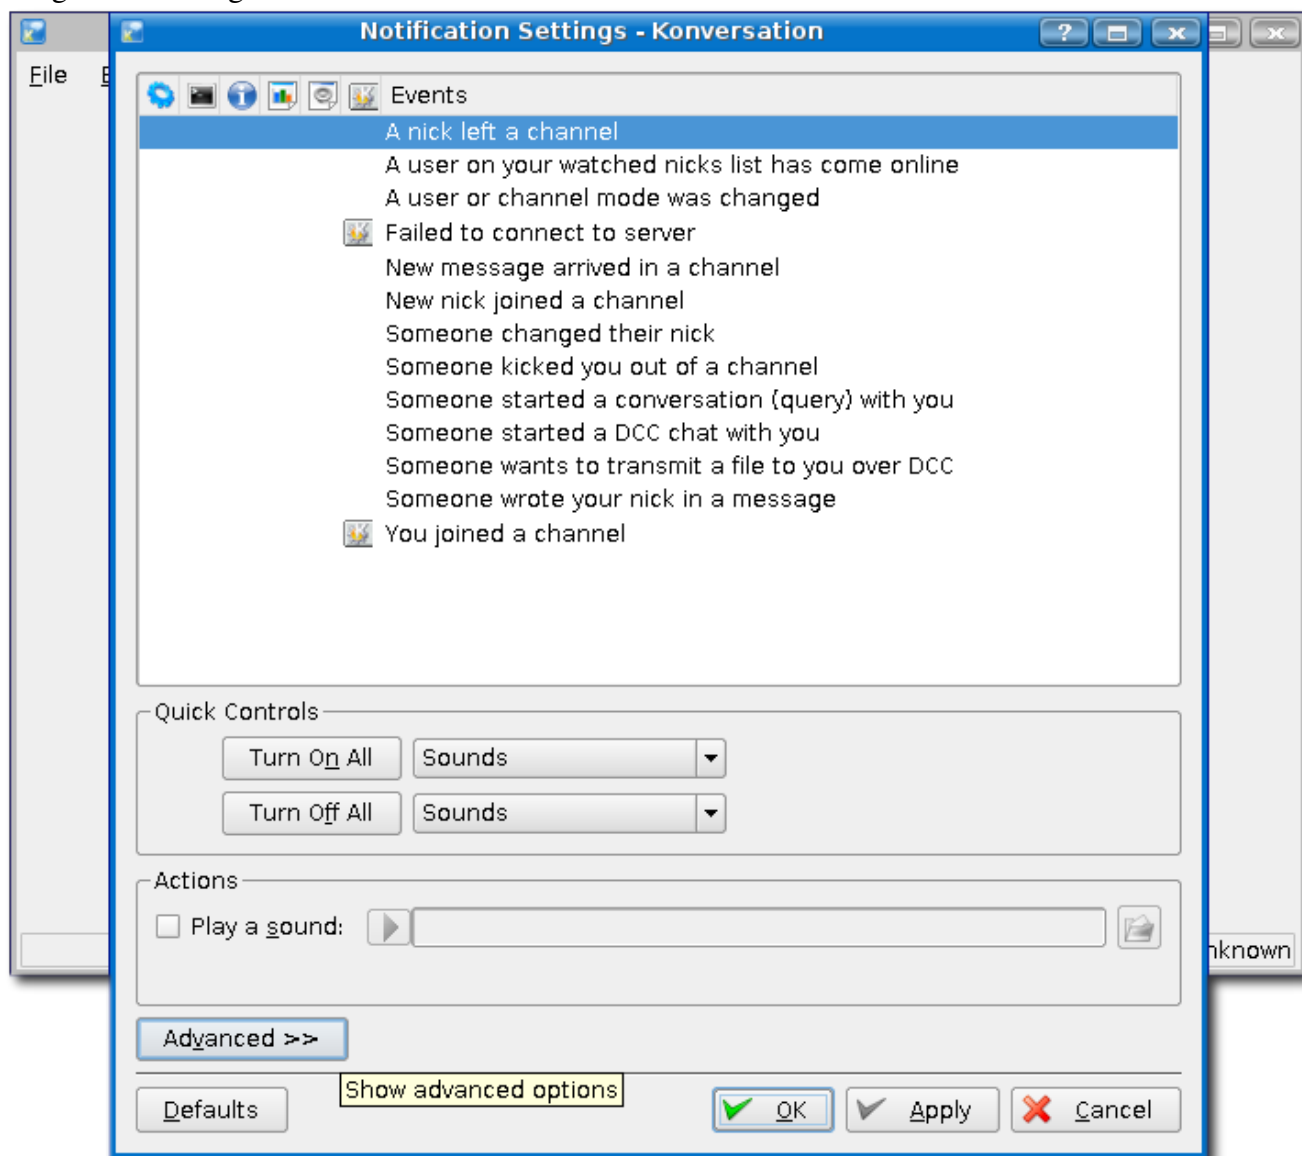 Notification Settings - Konversation
File
Events
A nick left a channel
A user on your watched nicks list has come online
A user or channel mode was changed
Failed to connect to server
New message arrived in a channel
New nick joined a channel
Someone changed their nick
Someone kicked you out of a channel
Someone started a conversation (query) with you
Someone started a DCC chat with you
Someone wants to transmit a file to you over DCC
Someone wrote your nick in a message
You joined a channel
Quick Controls
Turn On All Sounds
Turn Off All Sounds
Actions
Play a sound:
nknown
Advanced >>
Show advanced options
Defaults OK Apply Cancel